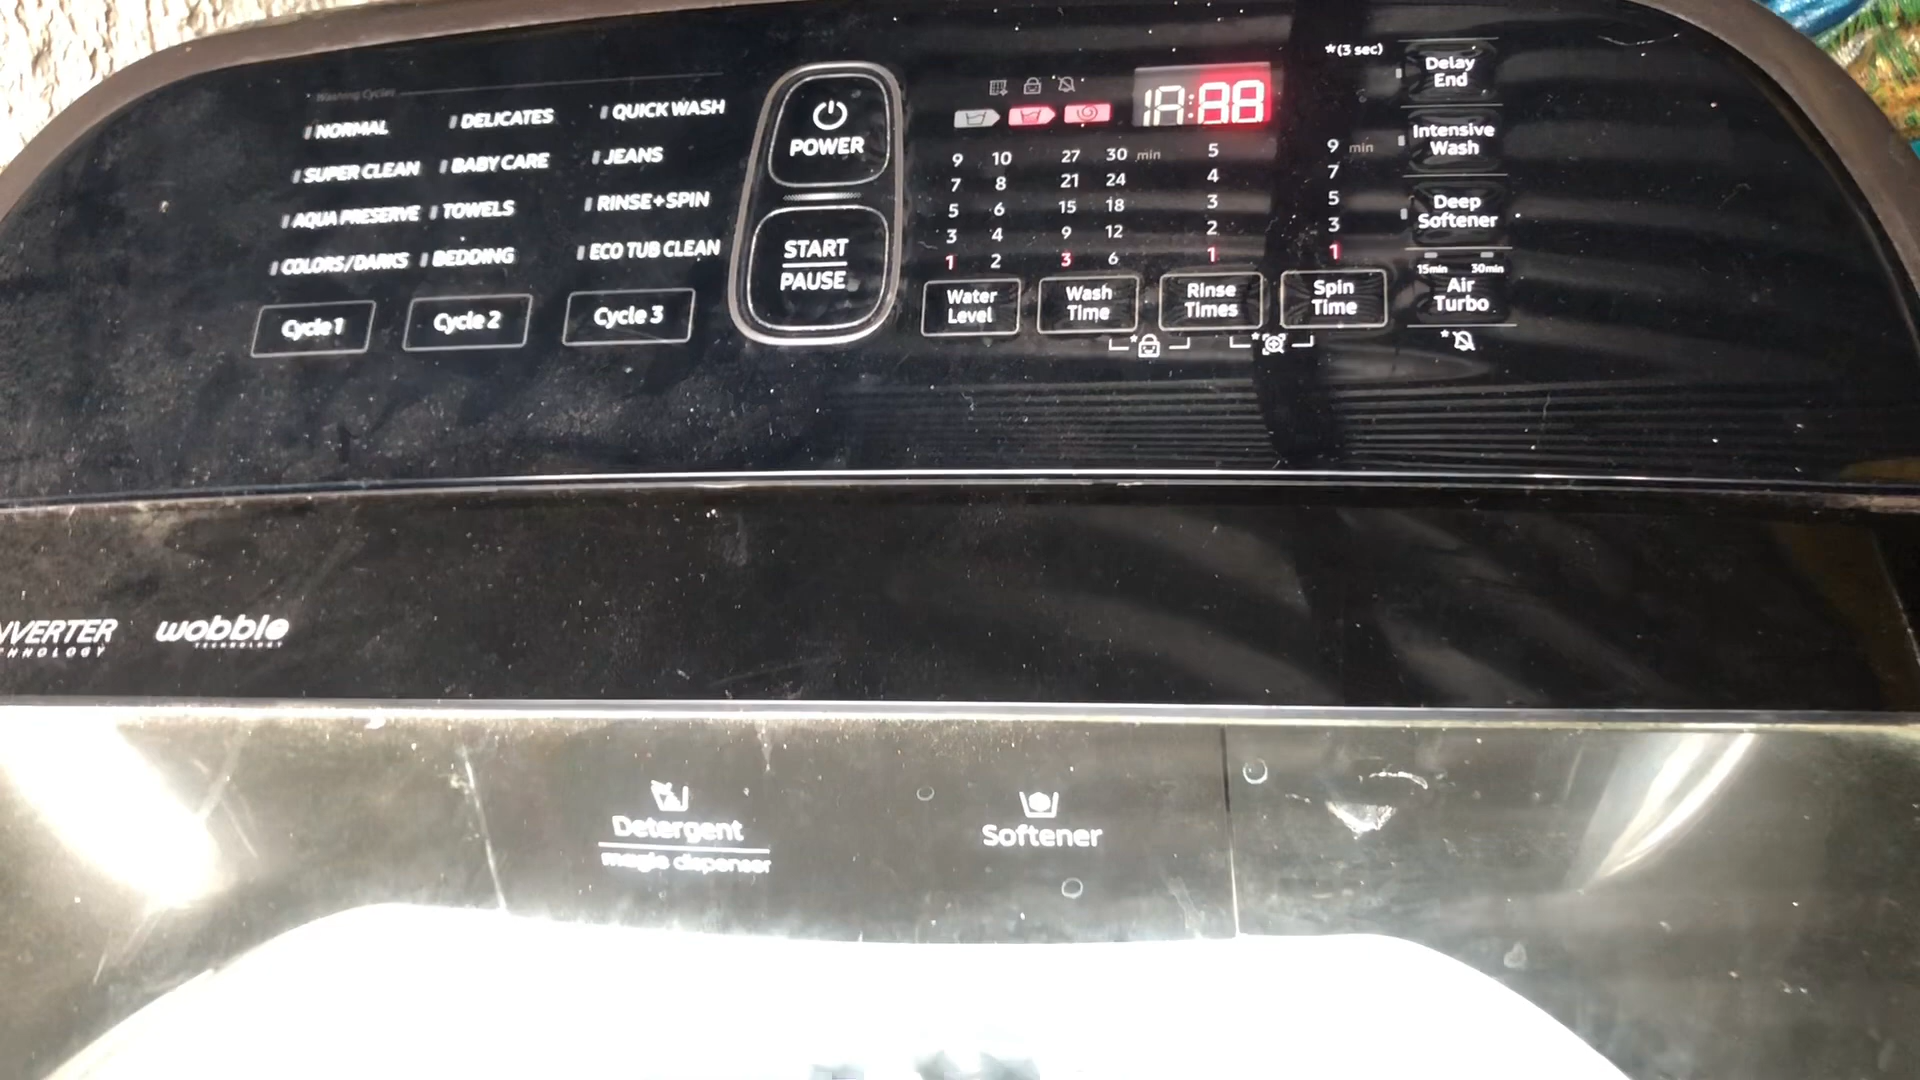 Washing Cycles
NORMAL
DELICATES
QUICK WASH
SUPER CLEAN
BABY CARE
JEANS
AQUA PRESERVE
TOWELS
RINSE+SPIN
COLORS/DARKS
BEDDING
ECO TUB CLEAN
Cycle 1
Cycle 2
Cycle 3
POWER
START
PAUSE
9 10 27 30 min 5 9 min
7 8 21 24 4 7
5 6 15 18 3 5
3 4 9 12 2 3
1 2 3 6 1 1
Water
Level
Wash
Time
Rinse
Times
Spin
Time
*(3 sec)
Delay
End
Intensive
Wash
Deep
Softener
15min 30min
Air
Turbo
NVERTER
HNOLOGY
wobble
TECHNOLOGY
Detergent
magic dispenser
Softener